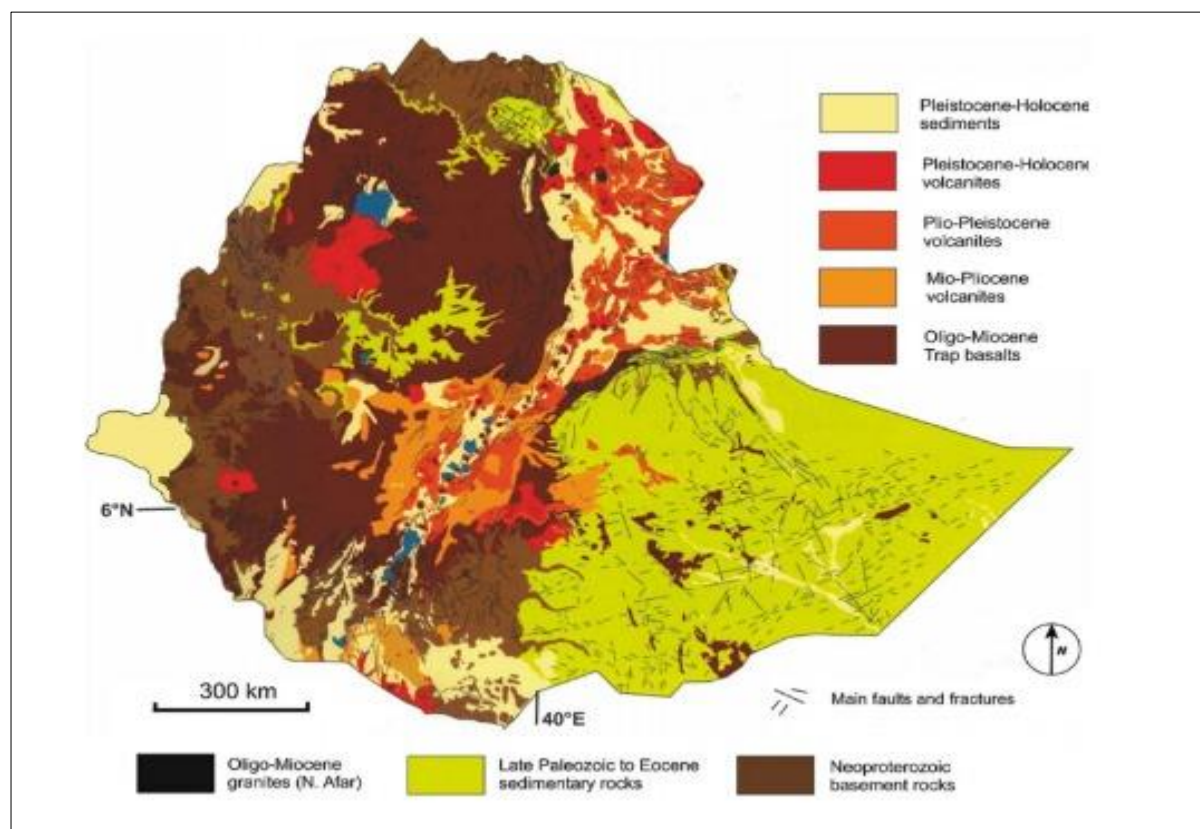 Pleistocene-Holocene
sediments
Pleistocene-Holocene
volcanites
Plio-Pleistocene
volcanites
Mio-Pliocene
volcanites
Oligo-Miocene
Trap basalts
6°N
300 km
40°E
N
Main faults and fractures
Oligo-Miocene
granites (N. Afar)
Late Paleozoic to Eocene
sedimentary rocks
Neoproterozoic
basement rocks